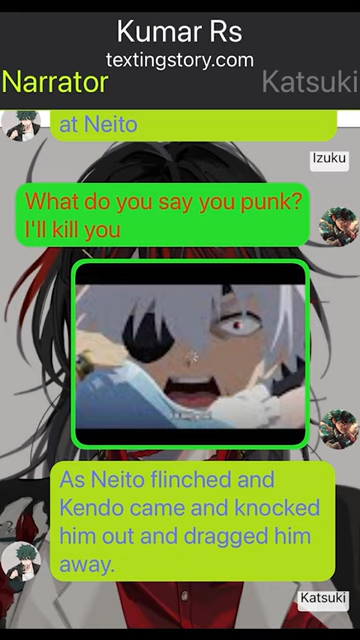 Kumar Rs
textingstory.com
Narrator
Katsuki
at Neito
Izuku
What do you say you punk?
I'll kill you
As Neito flinched and
Kendo came and knocked
him out and dragged him
away.
Katsuki